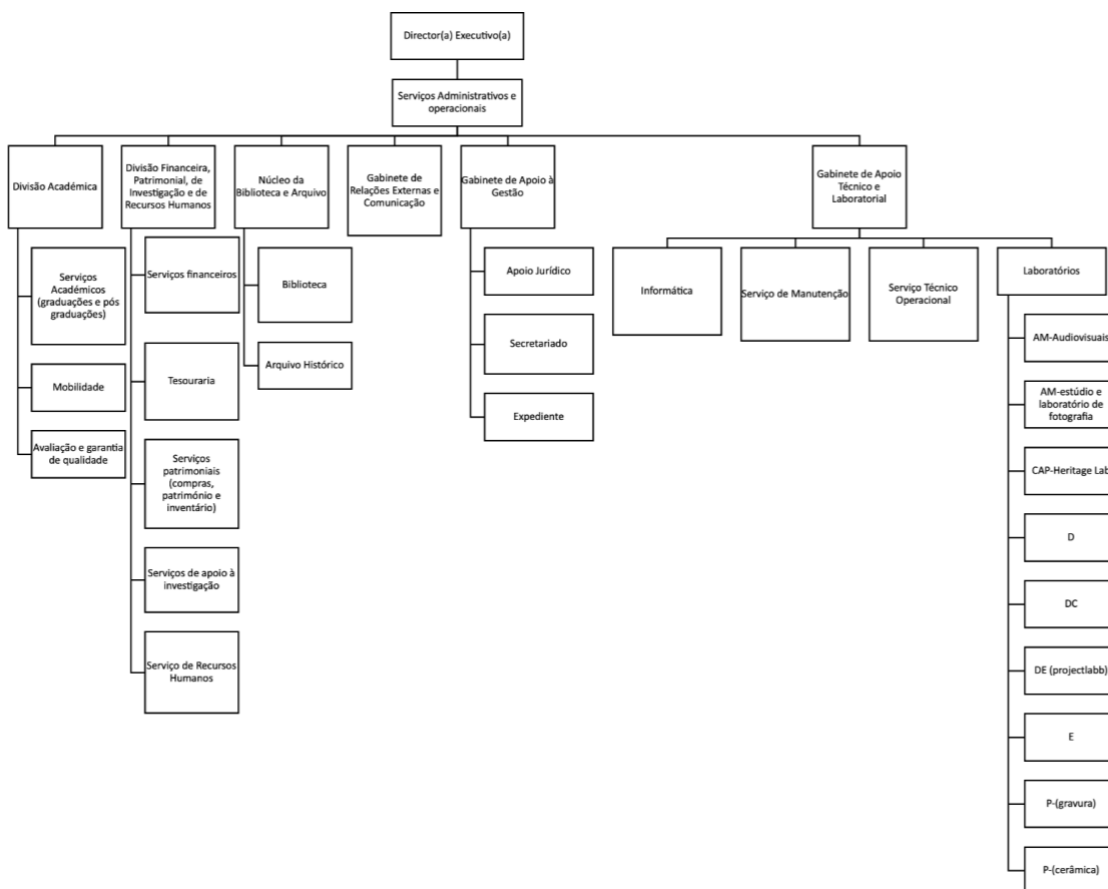 Director(a) Executivo(a)
Serviços Administrativos e
operacionais
Divisão Académica
Divisão Financeira,
Patrimonial, de
Investigação e de
Recursos Humanos
Núcleo da
Biblioteca e Arquivo
Gabinete de
Relações Externas e
Comunicação
Gabinete de Apoio à
Gestão
Gabinete de Apoio
Técnico e
Laboratorial
Serviços
Académicos
(graduações e pós
graduações)
Mobilidade
Avaliação e garantia
de qualidade
Serviços financeiros
Tesouraria
Serviços
patrimoniais
(compras,
património e
inventário)
Serviços de apoio à
investigação
Serviço de Recursos
Humanos
Biblioteca
Arquivo Histórico
Apoio Jurídico
Secretariado
Expediente
Informática
Serviço de Manutenção
Serviço Técnico
Operacional
Laboratórios
AM-Audiovisuais
AM-estúdio e
laboratório de
fotografia
CAP-Heritage Lab
D
DC
DE (projectlabb)
E
P-(gravura)
P-(cerâmica)